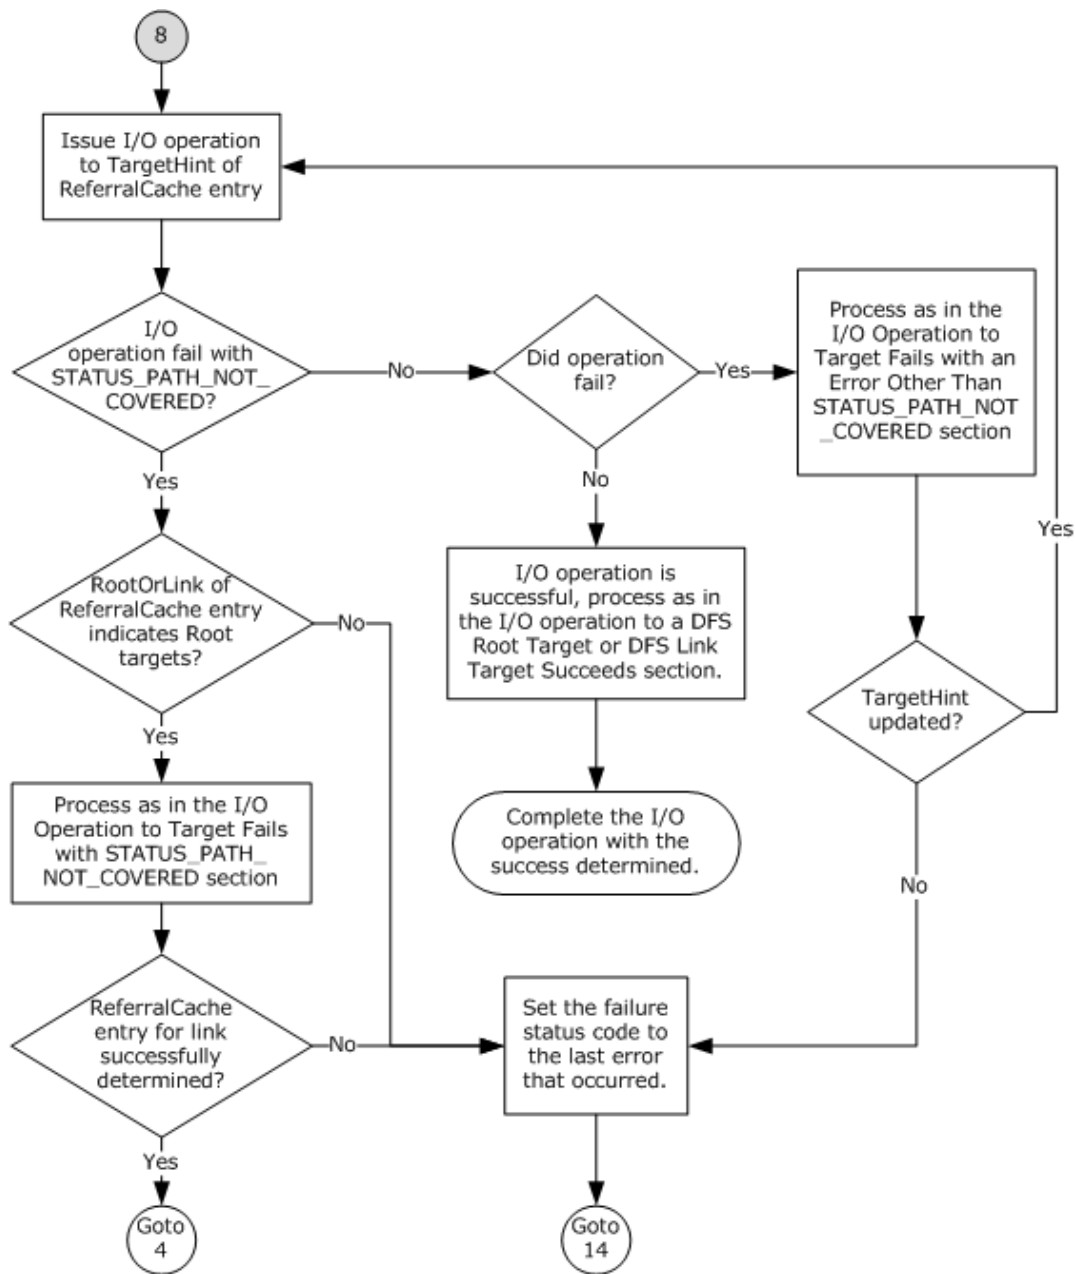 8
Issue I/O operation
to TargetHint of
ReferralCache entry
I/O
operation fail with
STATUS_PATH_NOT_
COVERED?
No
Did operation
fail?
Yes
Process as in the
I/O Operation to
Target Fails with an
Error Other Than
STATUS_PATH_NOT
_COVERED section
Yes
No
Yes
RootOrLink of
ReferralCache entry
indicates Root
targets?
No
I/O operation is
successful, process as in
the I/O operation to a DFS
Root Target or DFS Link
Target Succeeds section.
TargetHint
updated?
Yes
Process as in the I/O
Operation to Target Fails
with STATUS_PATH_
NOT_COVERED section
Complete the I/O
operation with the
success determined.
No
ReferralCache
entry for link
successfully
determined?
No
Set the failure
status code to
the last error
that occurred.
Yes
Goto
4
Goto
14